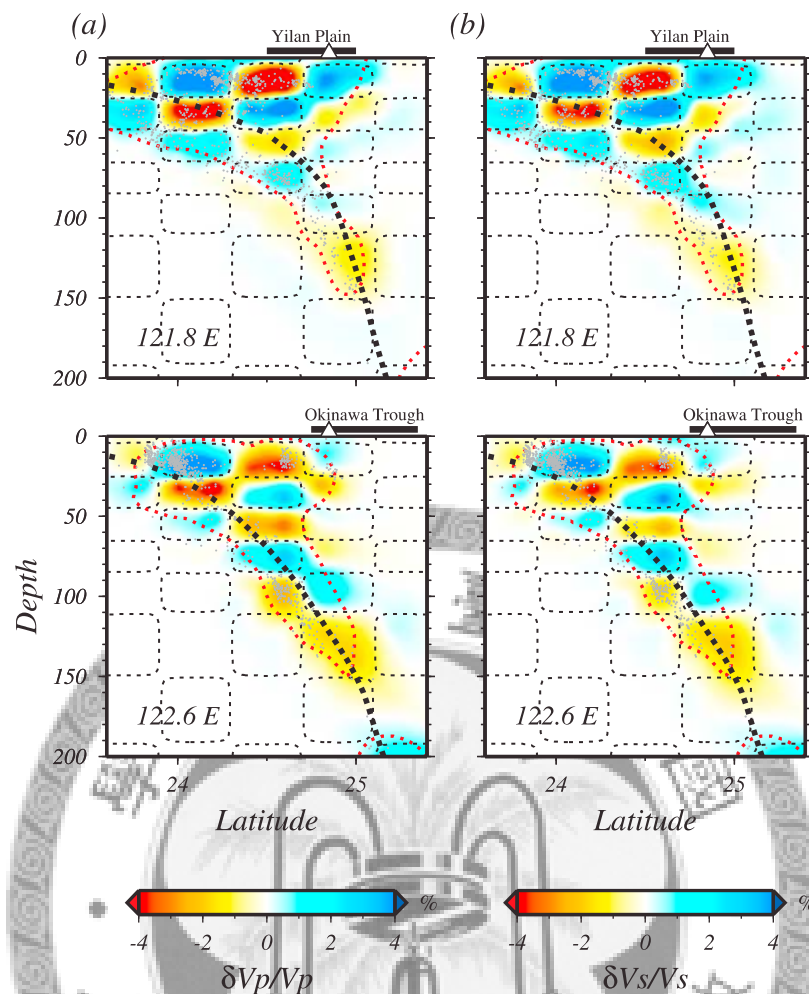 (a)
(b)
Yilan Plain
Yilan Plain
0
50
100
150
200
121.8 E
121.8 E
Okinawa Trough
Okinawa Trough
0
50
100
150
200
Depth
122.6 E
122.6 E
24
25
24
25
Latitude
Latitude
%
%
-4
-2
0
2
4
-4
-2
0
2
4
δVp/Vp
δVs/Vs